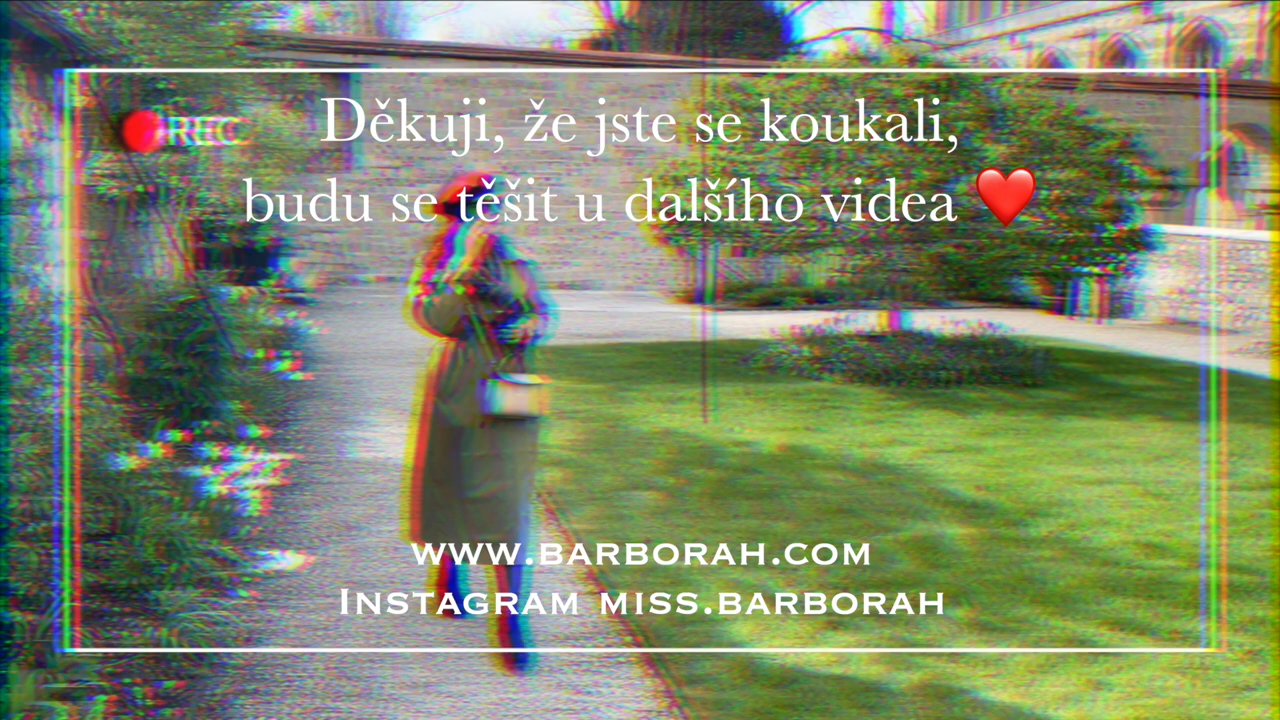 REC
Děkuji, že jste se koukali,
budu se těšit u dalšího videa ❤️
WWW.BARBORAH.COM
INSTAGRAM MISS.BARBORAH